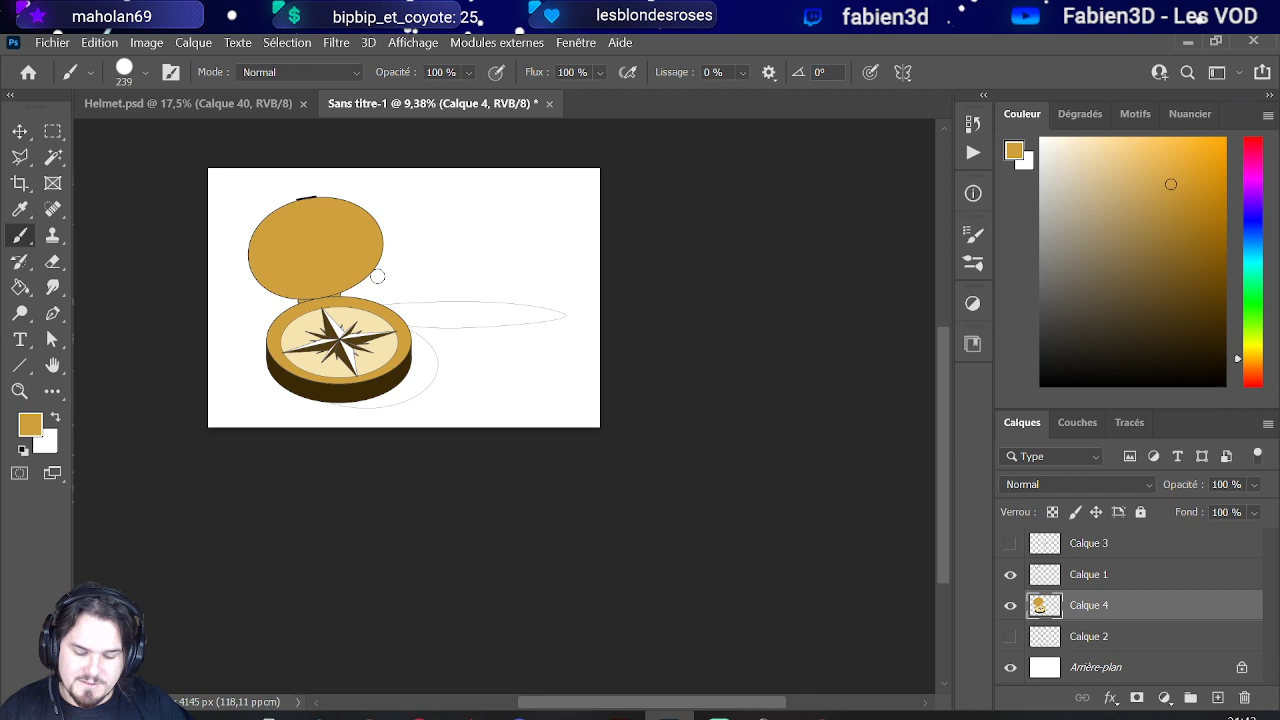 maholan69
bipbip_et_coyote: 25
lesblondesroses
fabien3d
Fabien3D - Les VOD
Ps
Fichier Edition Image Calque Texte Sélection Filtre 3D Affichage Modules externes Fenêtre Aide
239 Mode : Normal Opacité : 100 % Flux : 100 % Lissage : 0 % 0°
Helmet.psd @ 17,5% (Calque 40, RVB/8) Sans titre-1 @ 9,38% (Calque 4, RVB/8) *
Couleur Dégradés Motifs Nuancier
Calques Couches Tracés
Type
Normal Opacité : 100 %
Verrou : Fond : 100 %
Calque 3
Calque 1
Calque 4
Calque 2
Arrière-plan
4145 px (118,11 ppcm)